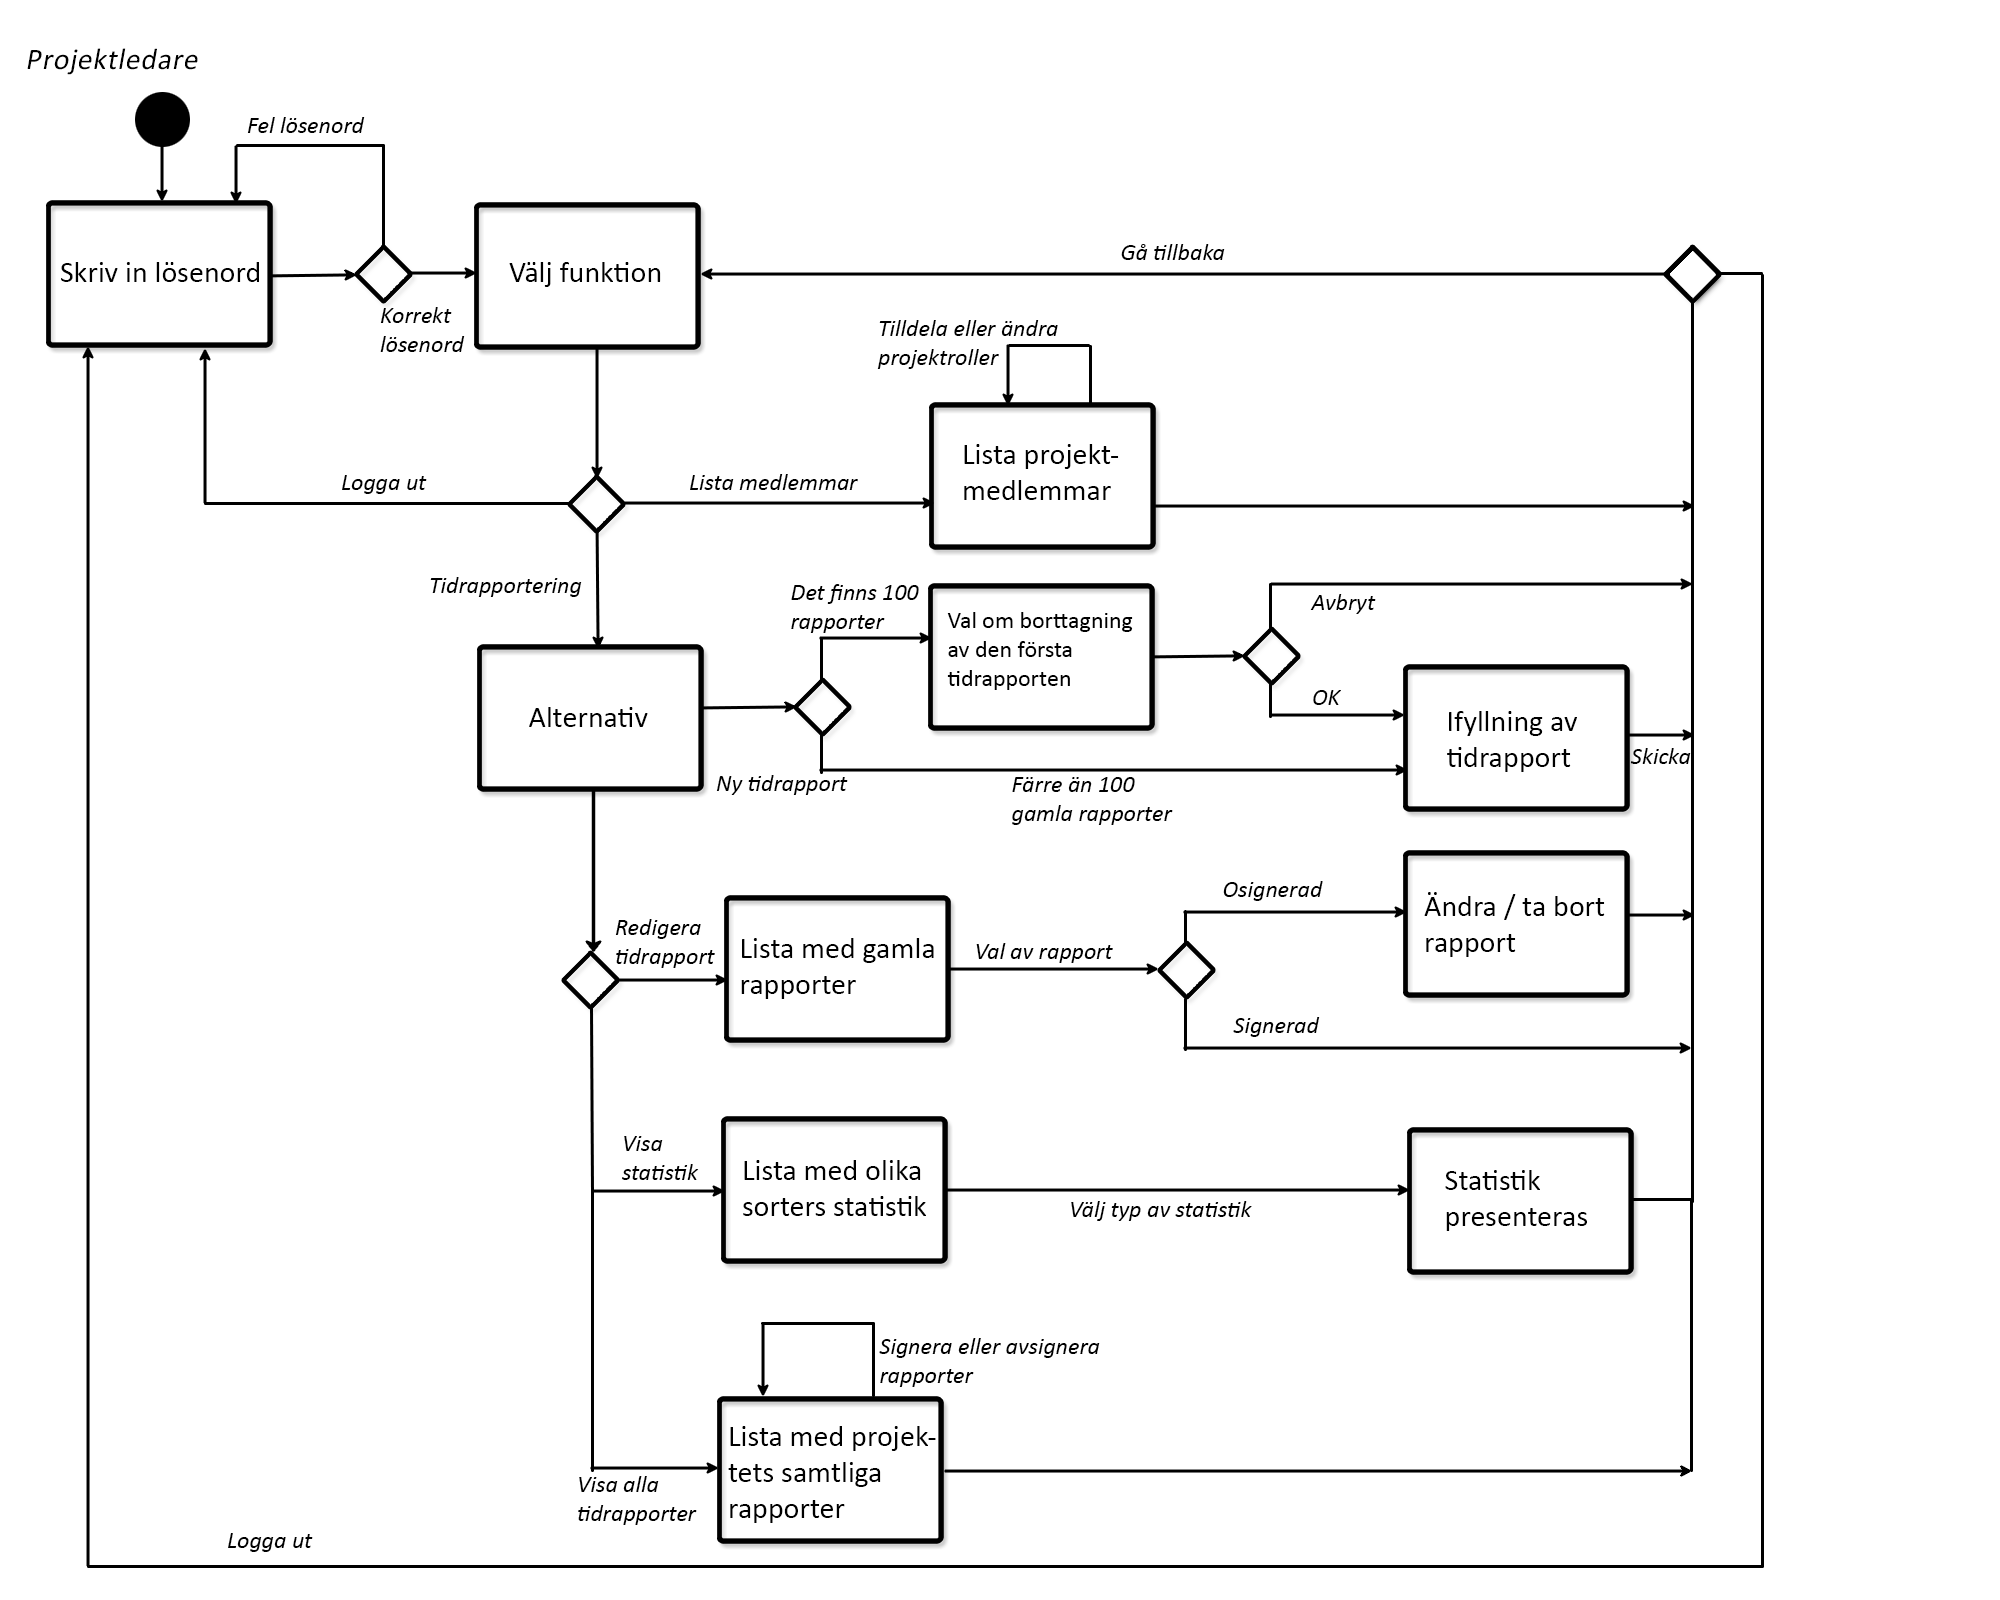 Projektledare
Fel lösenord
Skriv in lösenord
Korrekt
lösenord
Välj funktion
Gå tillbaka
Tilldela eller ändra
projektroller
Lista projekt-
medlemmar
Logga ut
Lista medlemmar
Tidrapportering
Det finns 100
rapporter
Val om borttagning
av den första
tidrapporten
Avbryt
OK
Alternativ
Ifyllning av
tidrapport
Skicka
Ny tidrapport
Färre än 100
gamla rapporter
Redigera
tidrapport
Lista med gamla
rapporter
Val av rapport
Osignerad
Ändra / ta bort
rapport
Signerad
Visa
statistik
Lista med olika
sorters statistik
Välj typ av statistik
Statistik
presenteras
Signera eller avsignera
rapporter
Lista med projek-
tets samtliga
rapporter
Visa alla
tidrapporter
Logga ut